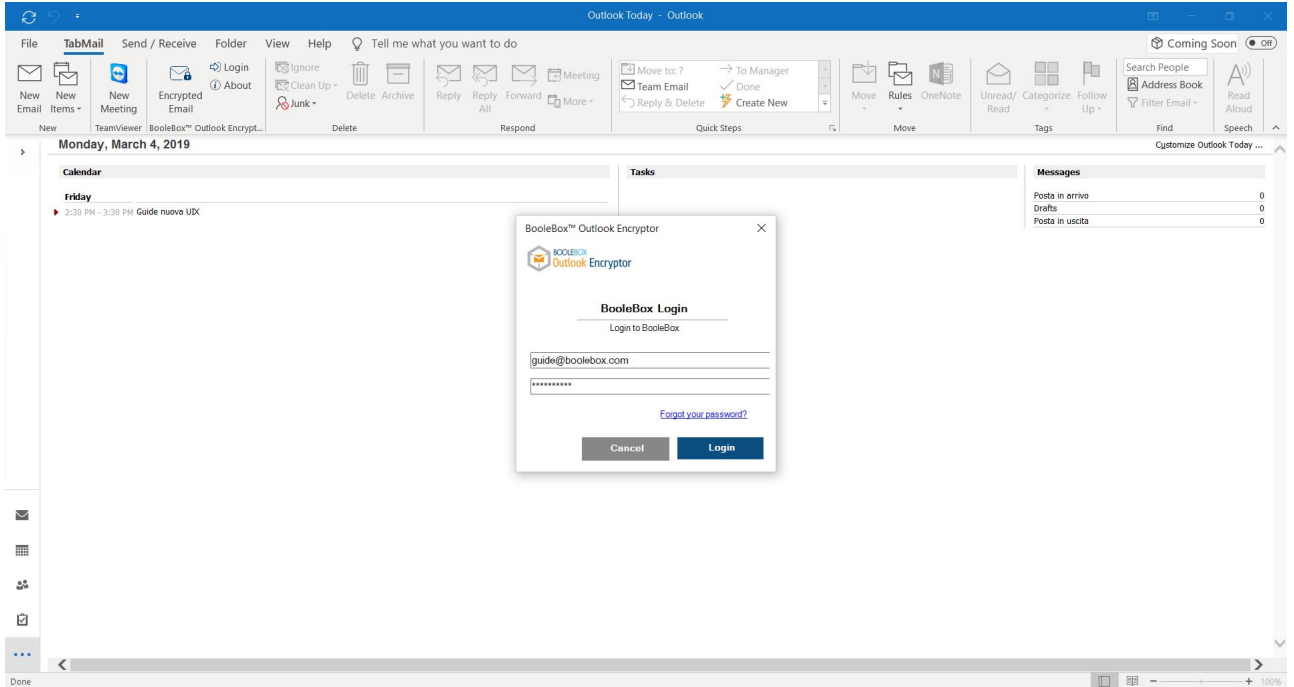 Outlook Today - Outlook
File TabMail Send / Receive Folder View Help Tell me what you want to do Coming Soon Off
New Email
New Items
New Meeting
TeamViewer
Encrypted Email
Login
About
BooleBox™ Outlook Encrypt...
Ignore
Clean Up
Junk
Delete Archive
Delete
Reply Reply All Forward
Meeting
More
Respond
Move to: ? To Manager
Team Email Done
Reply & Delete Create New
Quick Steps
Move Rules OneNote
Move
Unread/ Read Categorize Follow Up
Tags
Search People
Address Book
Filter Email
Find
Read Aloud
Speech
New
Monday, March 4, 2019
Customize Outlook Today ...
Calendar
Friday
2:30 PM - 3:30 PM Guide nuova UIX
Tasks
Messages
Posta in arrivo 0
Drafts 0
Posta in uscita 0
BooleBox™ Outlook Encryptor
BOOLEBOX
Outlook Encryptor
BooleBox Login
Login to BooleBox
guide@boolebox.com
**********
Forgot your password?
Cancel Login
Done
100%